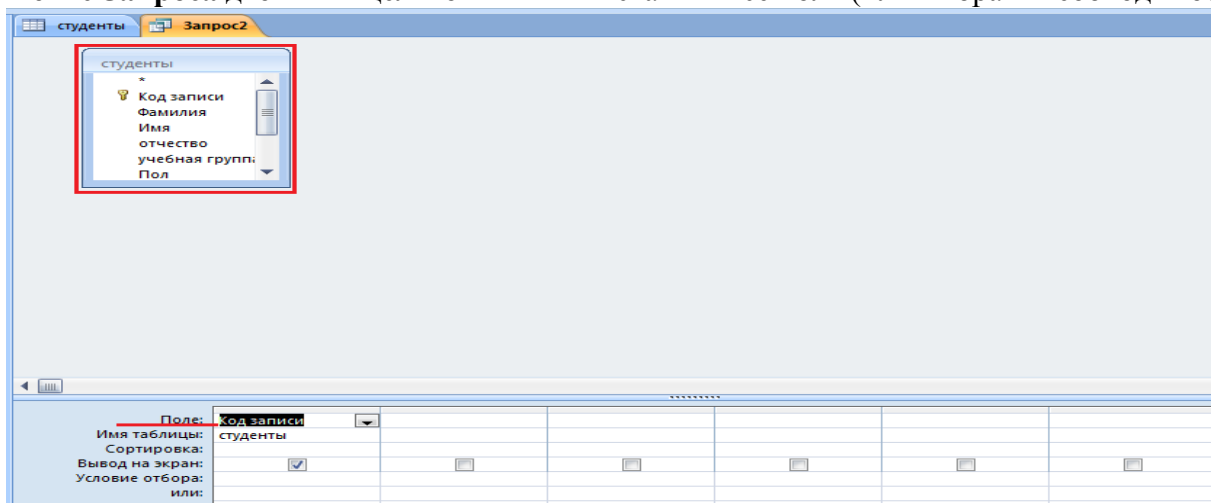 студенты Запрос2
студенты
*
Код записи
Фамилия
Имя
отчество
учебная группа
Пол
Поле: Код записи
Имя таблицы: студенты
Сортировка:
Вывод на экран:
Условие отбора:
или: